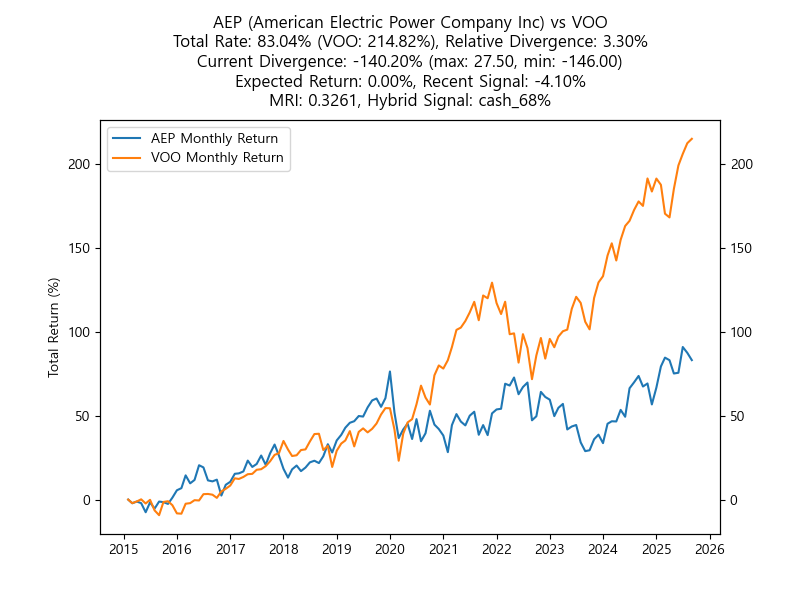 AEP (American Electric Power Company Inc) vs VOO
Total Rate: 83.04% (VOO: 214.82%), Relative Divergence: 3.30%
Current Divergence: -140.20% (max: 27.50, min: -146.00)
Expected Return: 0.00%, Recent Signal: -4.10%
MRI: 0.3261, Hybrid Signal: cash_68%
AEP Monthly Return
VOO Monthly Return
Total Return (%)
200
150
100
50
0
200
150
100
50
0
2015 2016 2017 2018 2019 2020 2021 2022 2023 2024 2025 2026